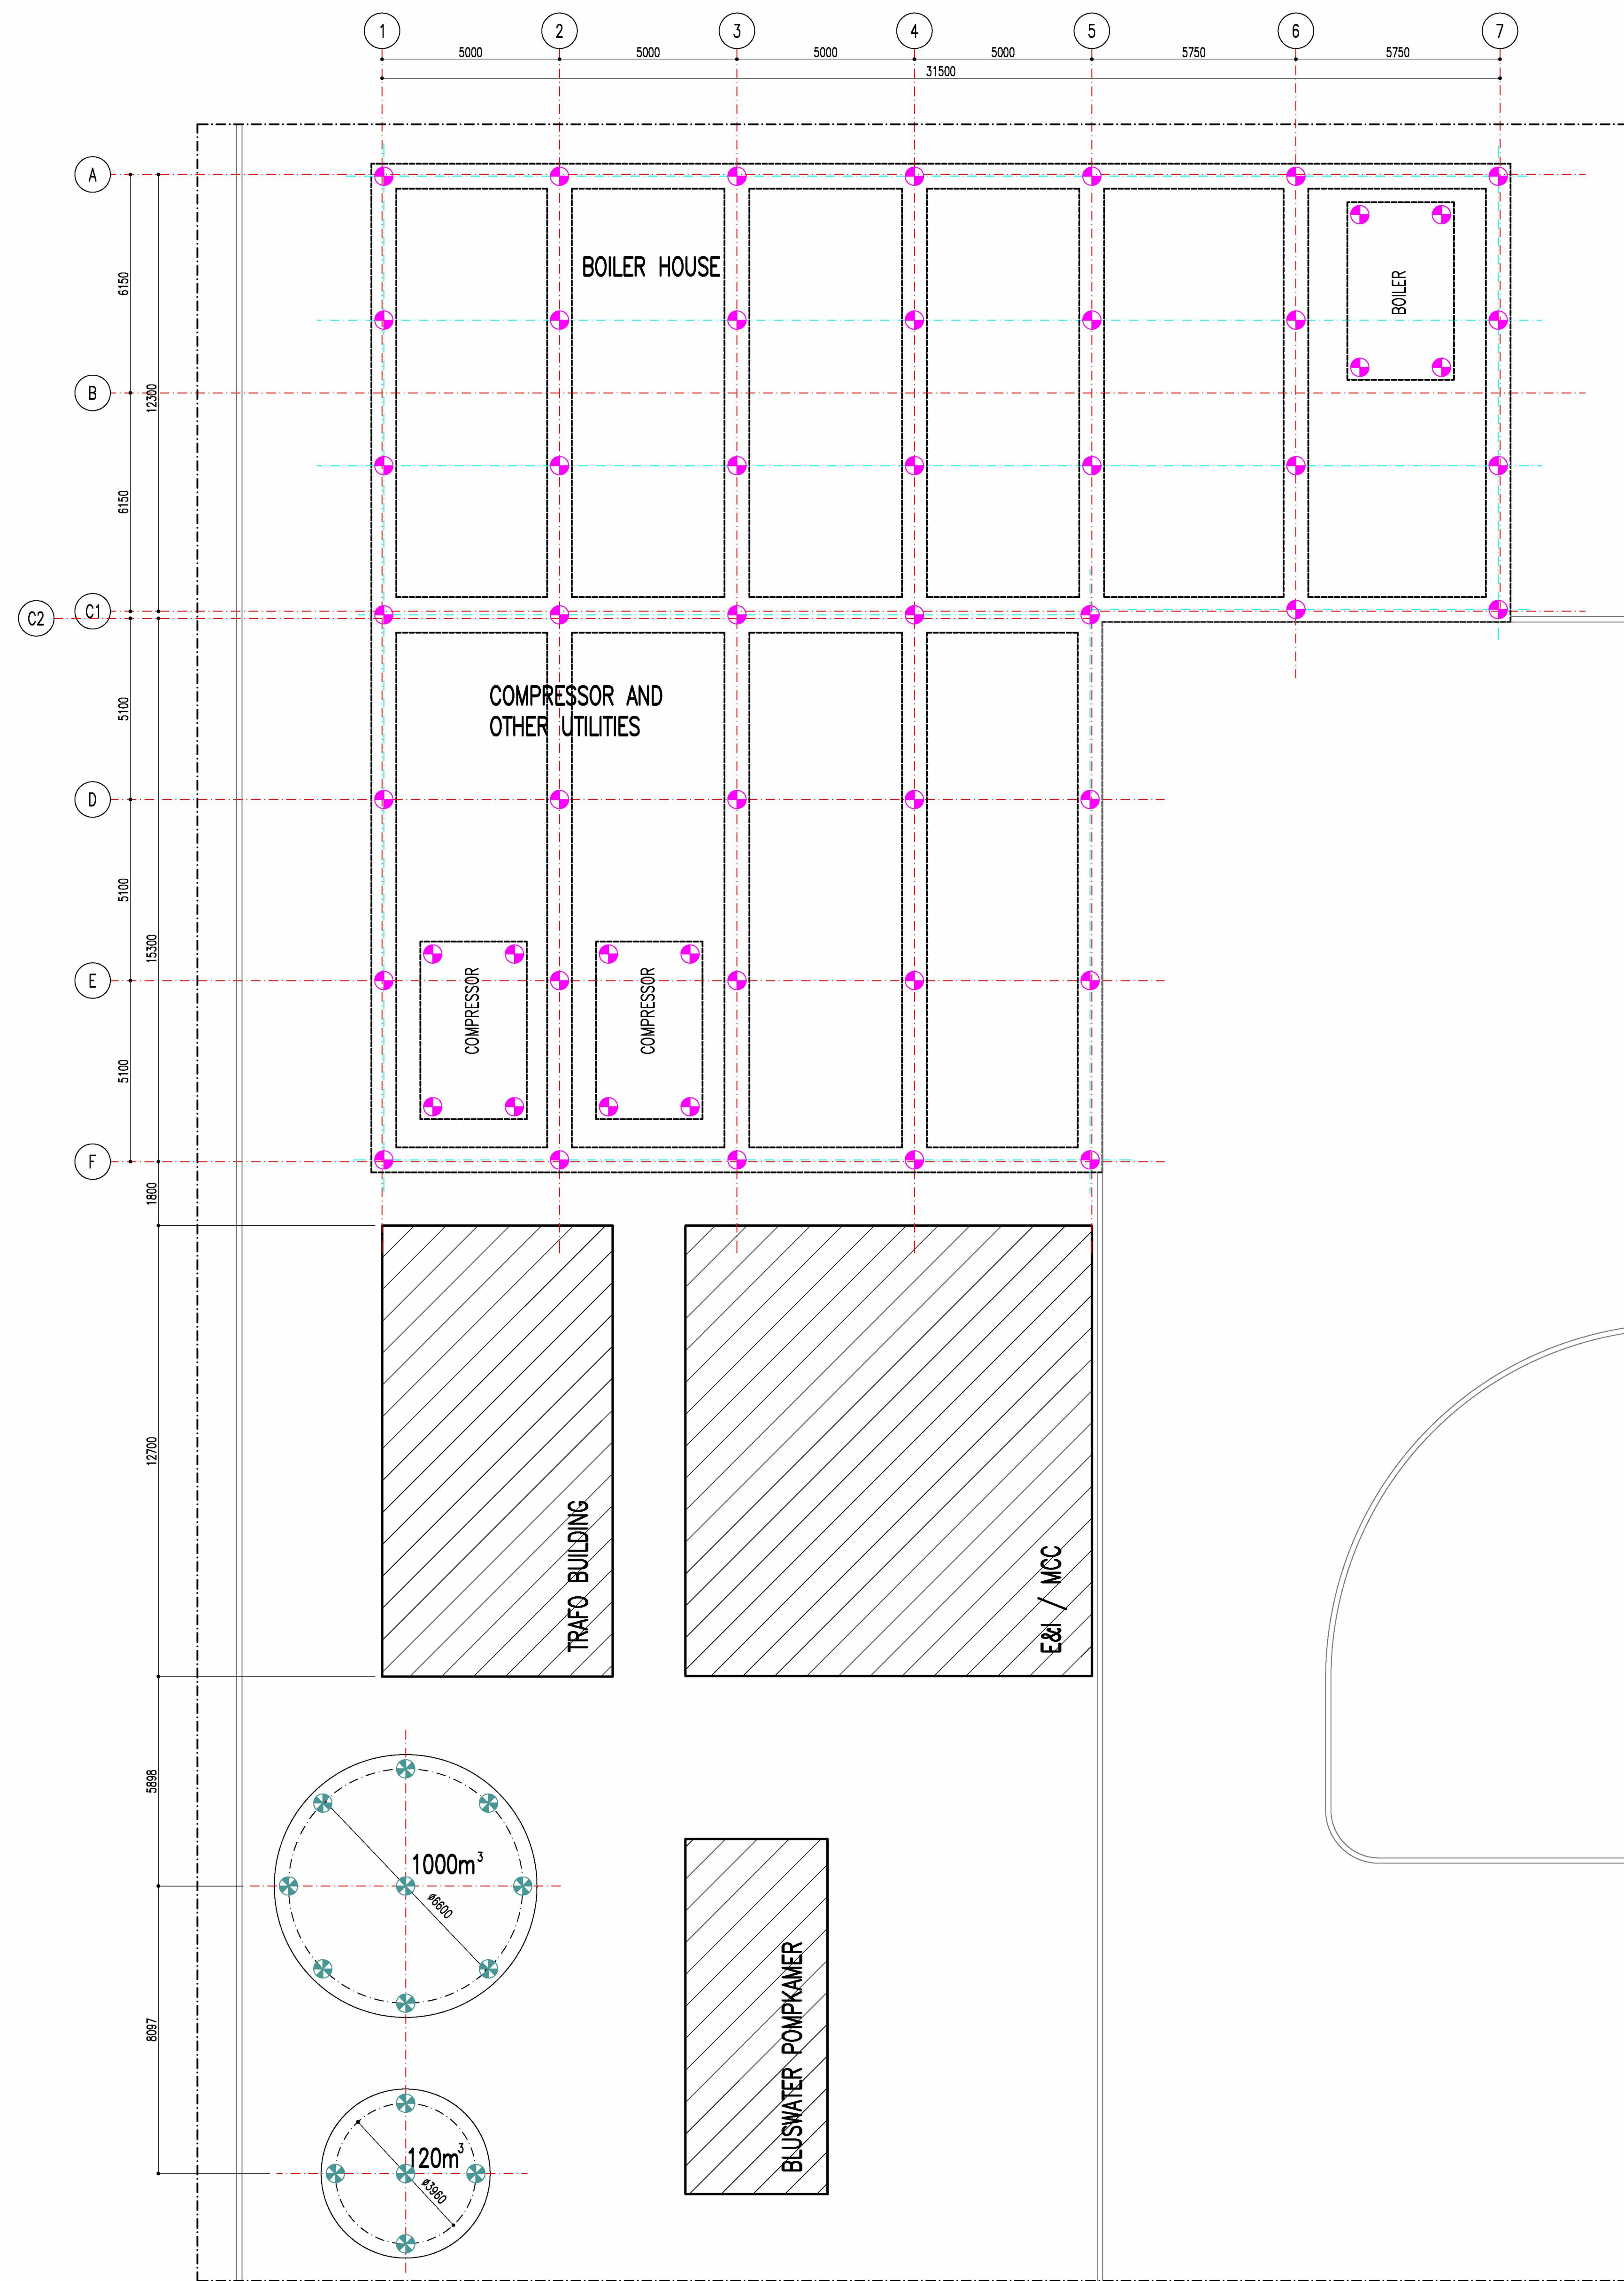 1 2 3 4 5 6 7
5000 5000 5000 5000 5750 5750
31500
A
6150
BOILER HOUSE
BOILER
B
12300
6150
C1
C2
5100
COMPRESSOR AND
OTHER UTILITIES
D
5100
15300
E
COMPRESSOR
COMPRESSOR
5100
F
1800
12700
TRAFO BUILDING
E&I / MCC
5898
1000m³
ø6600
8097
BLUSWATER POMPKAMER
120m³
ø3960